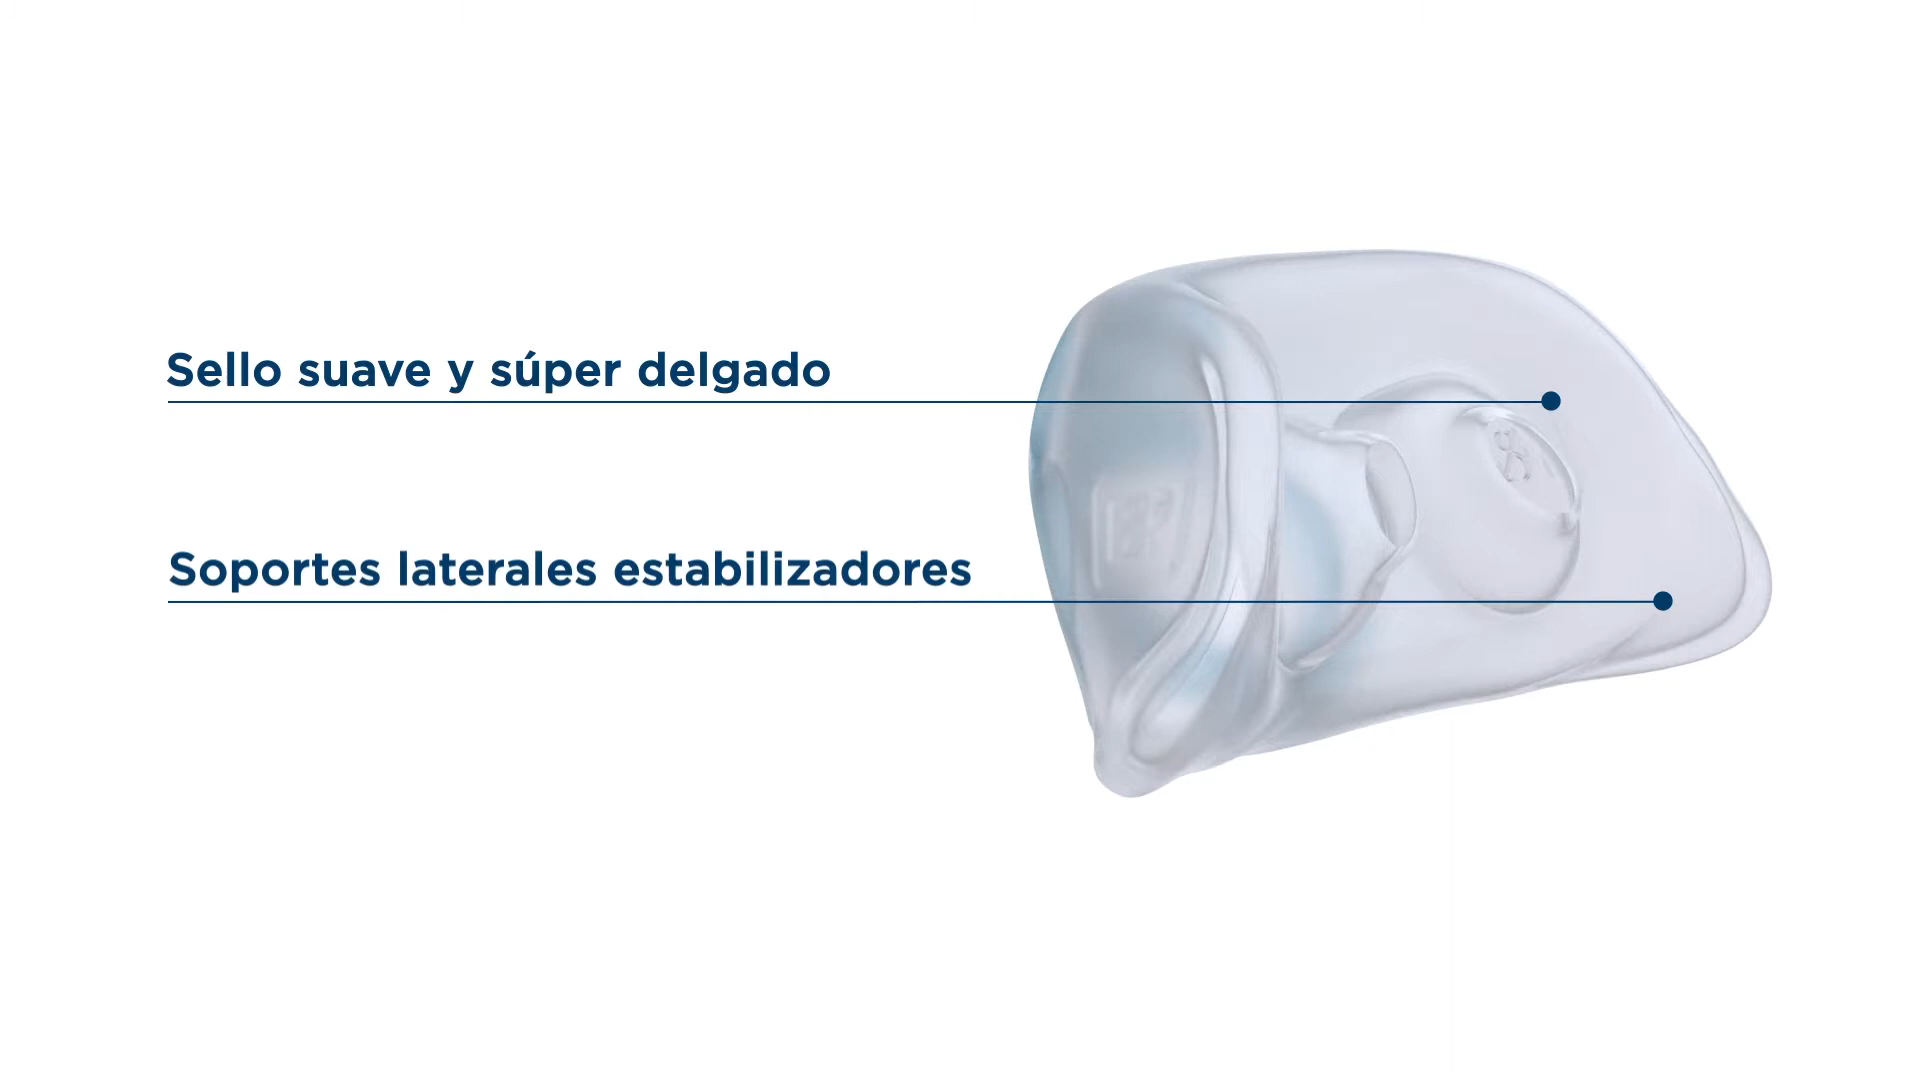 Sello suave y súper delgado
Soportes laterales estabilizadores